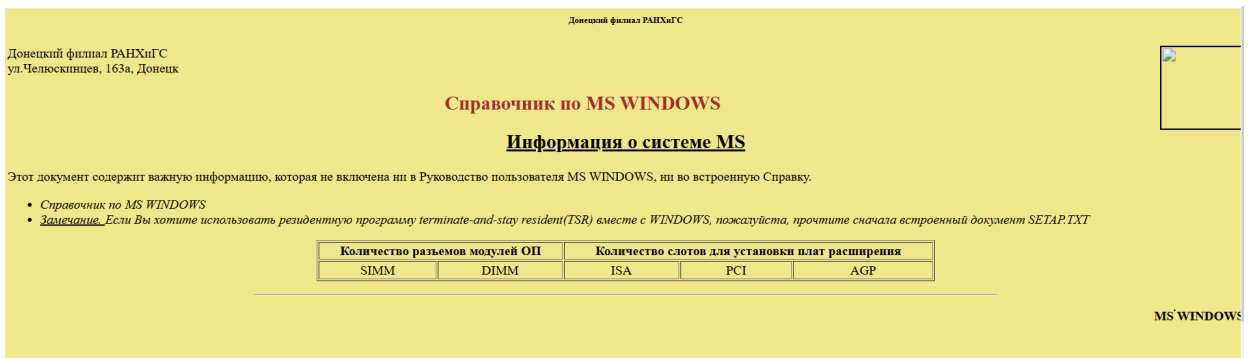 Донецкий филиал РАНХиГС
Донецкий филиал РАНХиГС
ул.Челюскинцев, 163а, Донецк
Справочник по MS WINDOWS
Информация о системе MS
Этот документ содержит важную информацию, которая не включена ни в Руководство пользователя MS WINDOWS, ни во встроенную Справку.
Справочник по MS WINDOWS
Замечание. Если Вы хотите использовать резидентную программу terminate-and-stay resident(TSR) вместе с WINDOWS, пожалуйста, прочтите сначала встроенный документ SETAP.TXT
Количество разъемов модулей ОП Количество слотов для установки плат расширения
SIMM DIMM ISA PCI AGP
MS WINDOWS